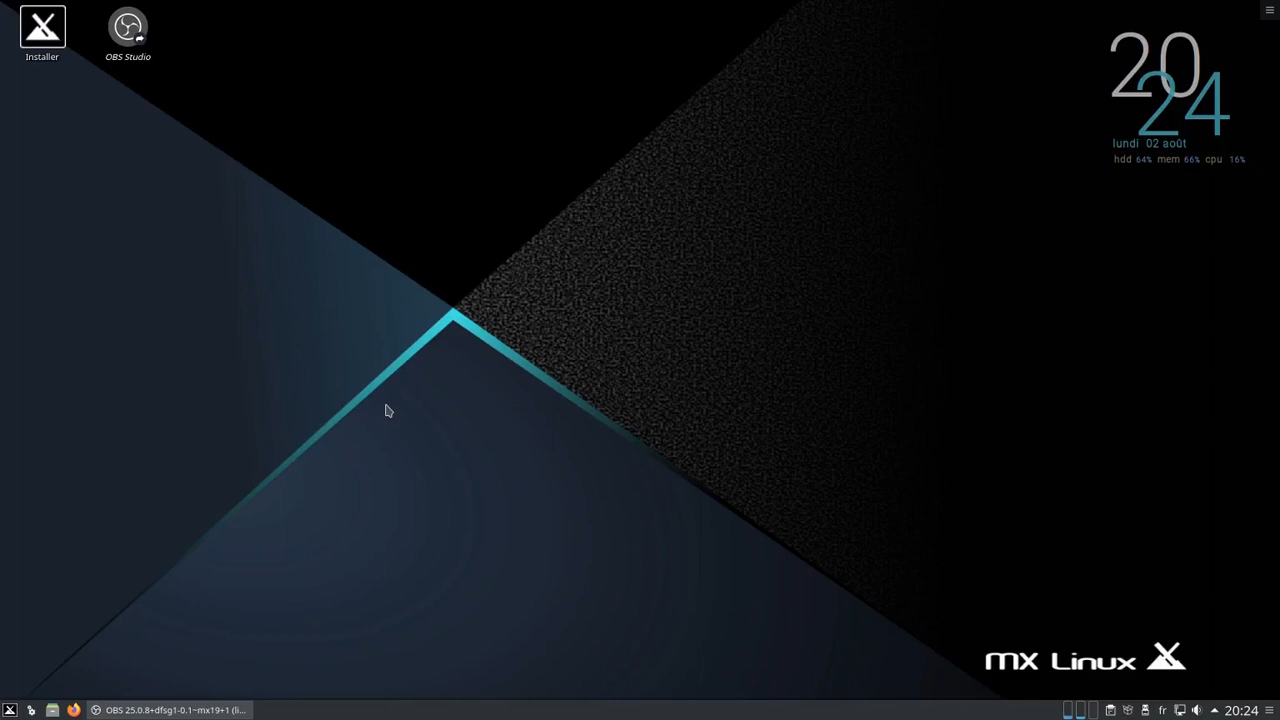 Installer
OBS Studio
20
24
lundi 02 août
hdd 64% mem 66% cpu 16%
MX Linux
OBS 25.0.8+dfsg1-0.1~mx19+1 (li...
fr
20:24